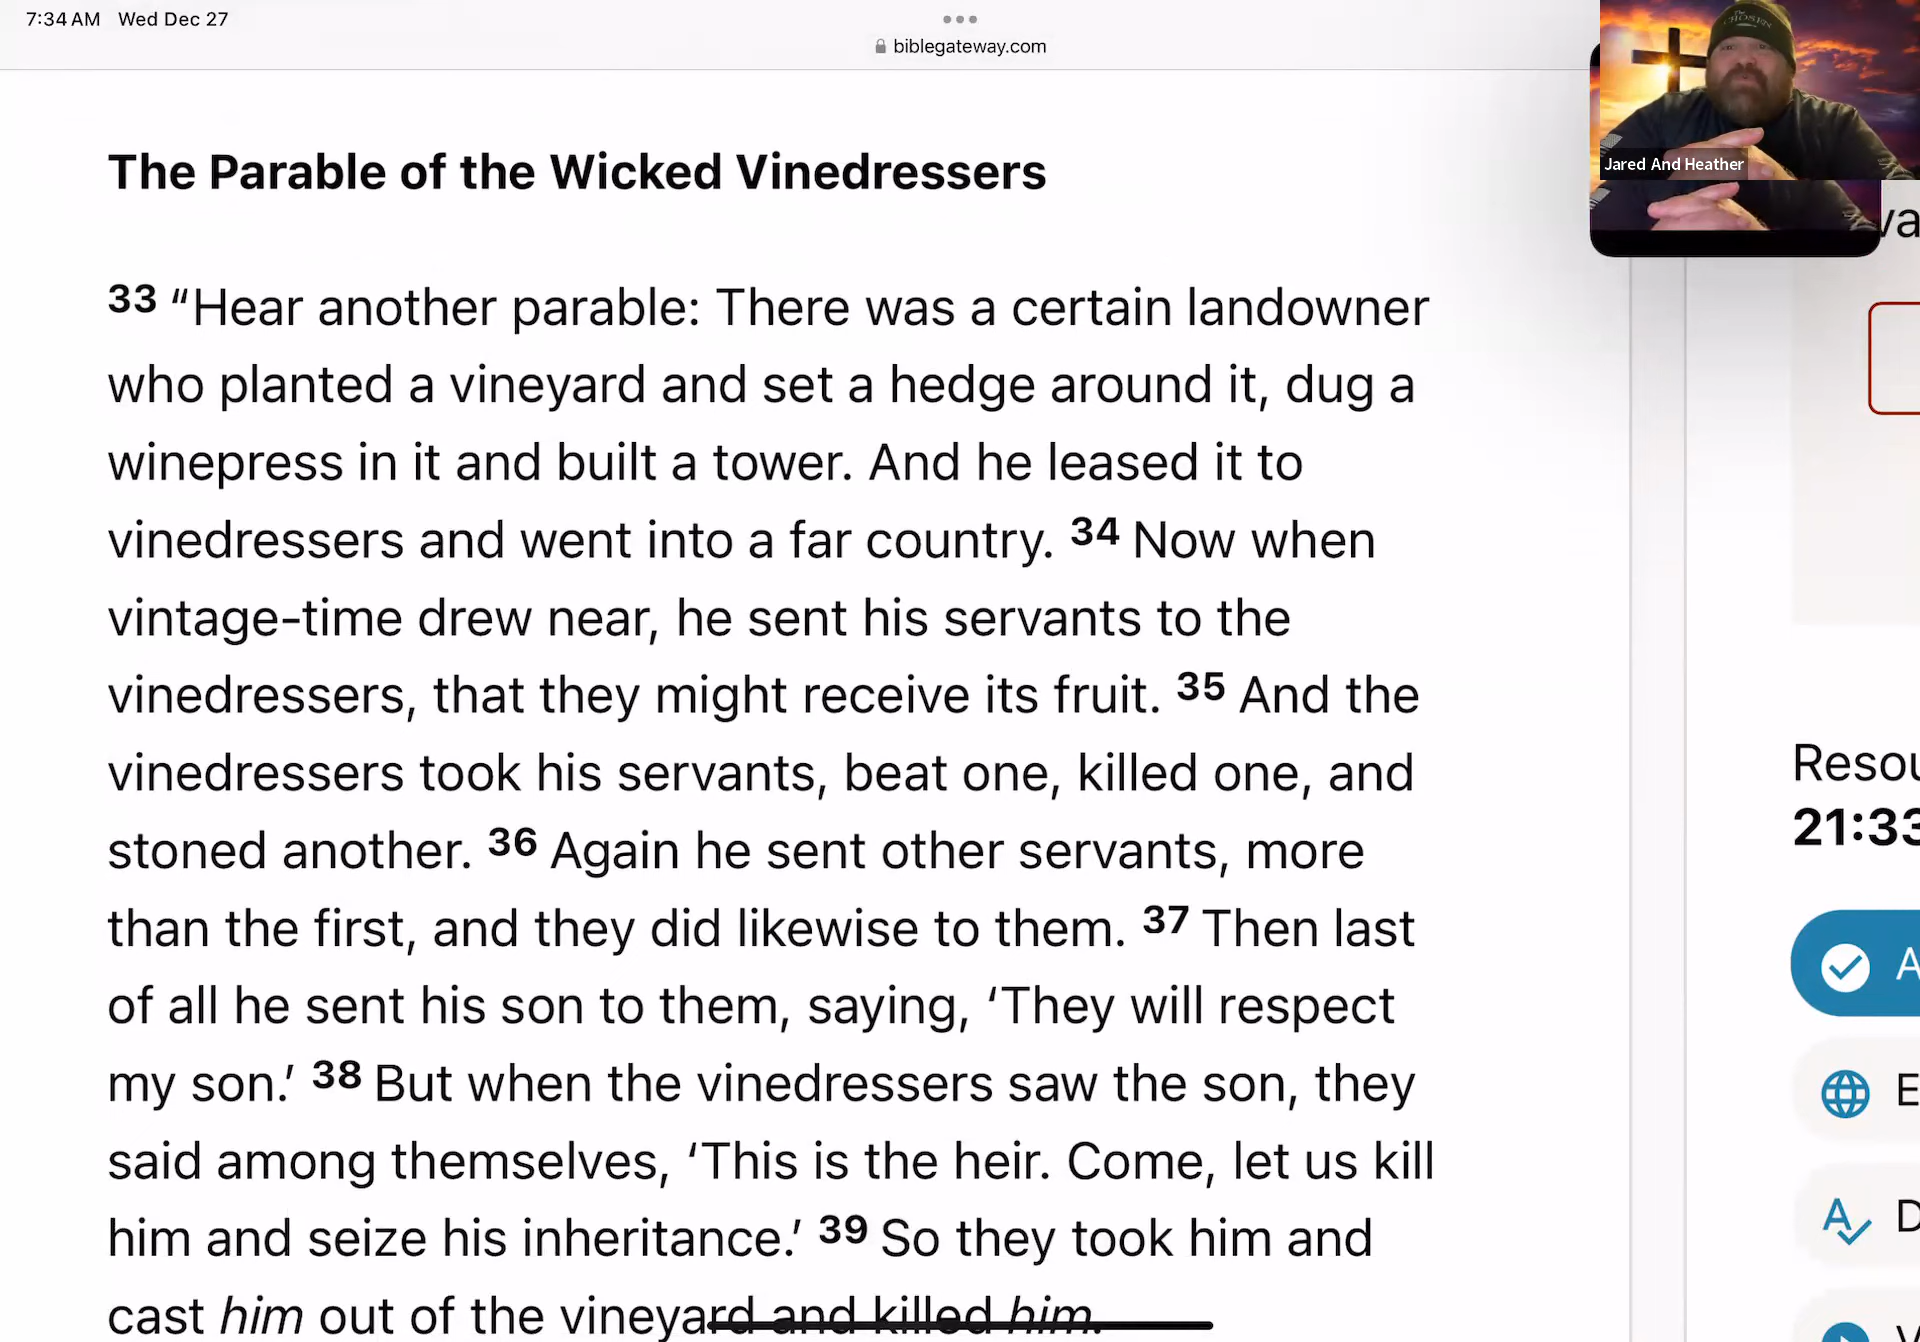 7:34 AM Wed Dec 27
biblegateway.com
The CHOSEN
Jared And Heather
The Parable of the Wicked Vinedressers
33 “Hear another parable: There was a certain landowner
who planted a vineyard and set a hedge around it, dug a
winepress in it and built a tower. And he leased it to
vinedressers and went into a far country. 34 Now when
vintage-time drew near, he sent his servants to the
vinedressers, that they might receive its fruit. 35 And the
vinedressers took his servants, beat one, killed one, and
stoned another. 36 Again he sent other servants, more
than the first, and they did likewise to them. 37 Then last
of all he sent his son to them, saying, ‘They will respect
my son.’ 38 But when the vinedressers saw the son, they
said among themselves, ‘This is the heir. Come, let us kill
him and seize his inheritance.’ 39 So they took him and
cast him out of the vineyard and killed him.
21:33
A
E
D